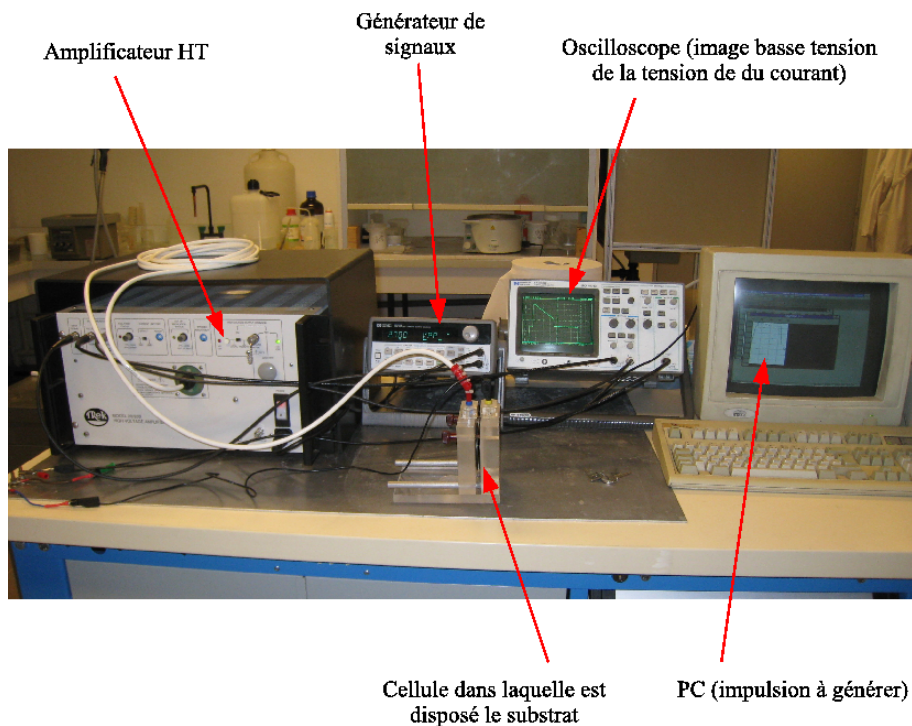 Générateur de
signaux
Amplificateur HT
Oscilloscope (image basse tension
de la tension de du courant)
Trek
Cellule dans laquelle est
disposé le substrat
PC (impulsion à générer)